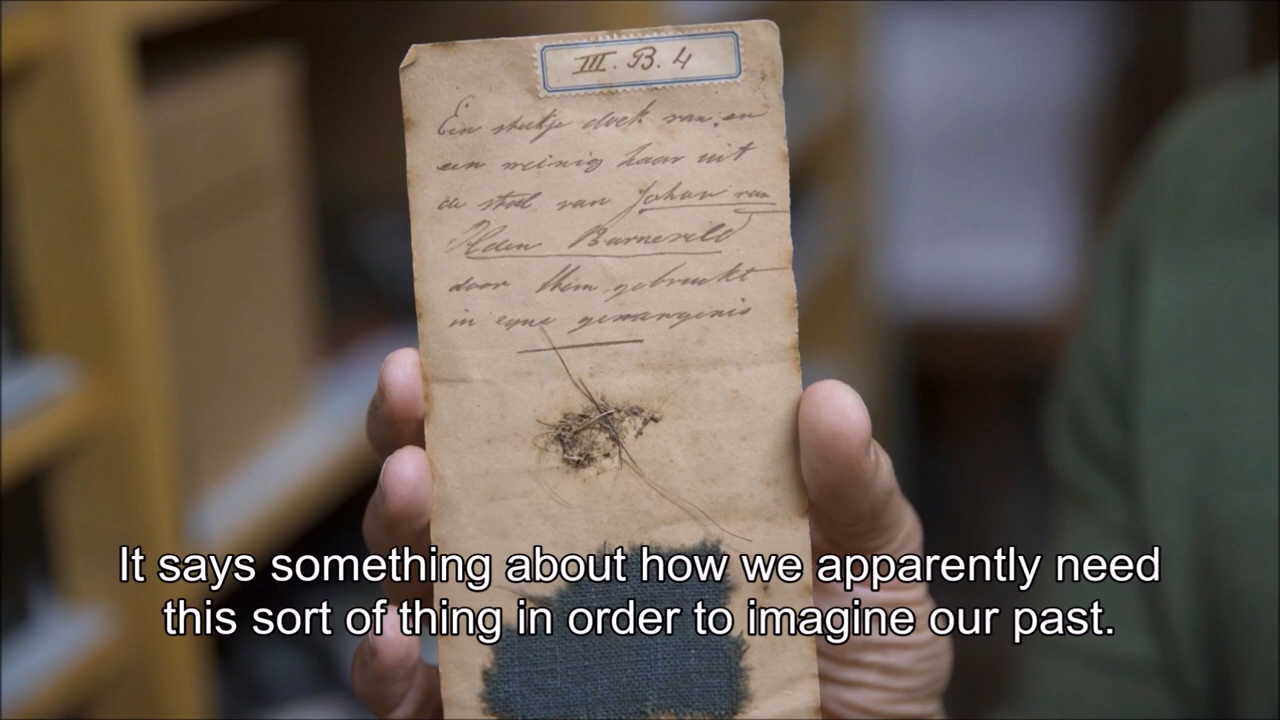 III. B. 4
Een stukje doek van, en
een weinig haar uit
de stoel van Johan van
Olden Barneveld
door Hem gebruikt
in zyne gevangenis
It says something about how we apparently need
this sort of thing in order to imagine our past.